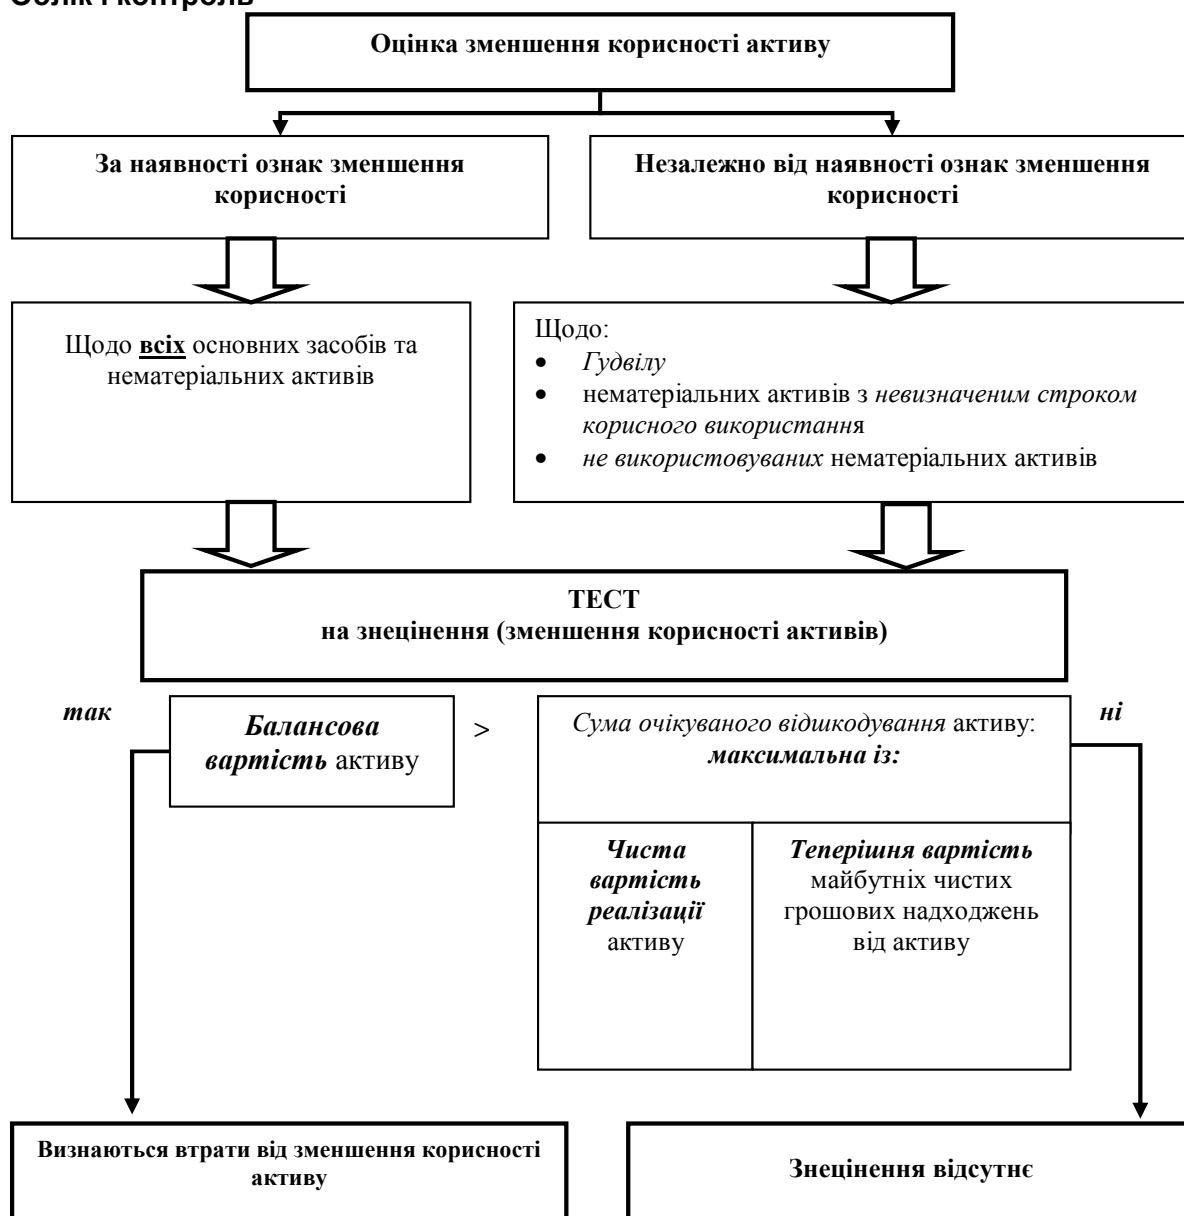 Облік і контроль
Оцінка зменшення корисності активу
За наявності ознак зменшення
корисності
Незалежно від наявності ознак зменшення
корисності
Щодо всіх основних засобів та
нематеріальних активів
Щодо:
• Гудвілу
• нематеріальних активів з невизначеним строком
корисного використання
• не використовуваних нематеріальних активів
ТЕСТ
на знецінення (зменшення корисності активів)
так
Балансова
вартість активу
>
Сума очікуваного відшкодування активу:
максимальна із:
ні
Чиста
вартість
реалізації
активу
Теперішня вартість
майбутніх чистих
грошових надходжень
від активу
Визнаються втрати від зменшення корисності
активу
Знецінення відсутнє